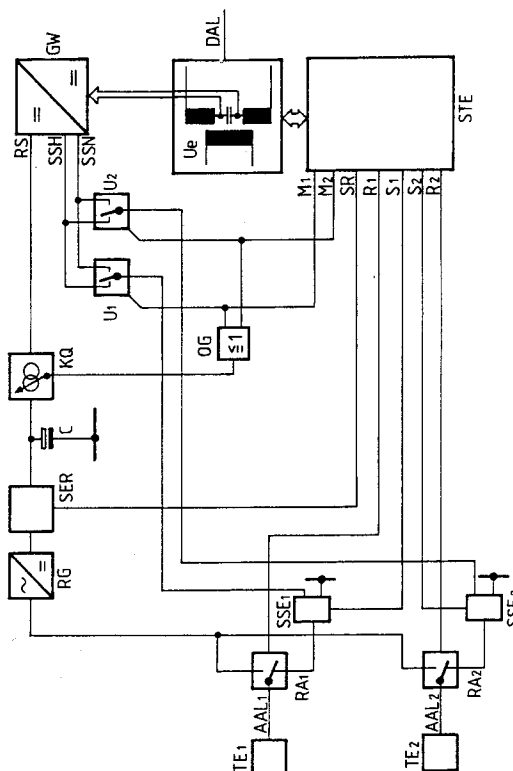 DAL
GW
RS
SSH
SSN
Ue
STE
U2
U1
M1
M2
SR
R1
S1
S2
R2
KQ
OG
≤1
C
SER
RG
SSE1
SSE2
RA1
RA2
AAL1
AAL2
TE1
TE2